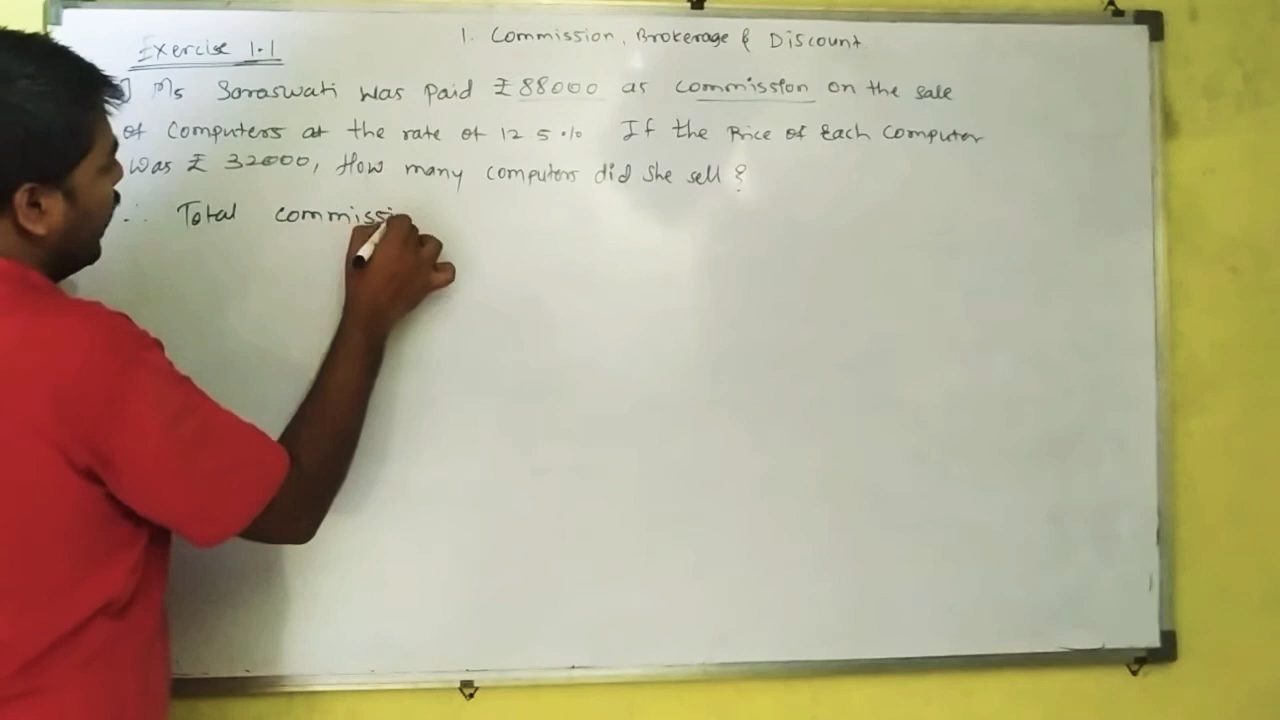 1. Commission, Brokerage & Discount
Exercise 1.1
Ms Saraswati was paid ₹ 88000 as commission on the sale
of computers at the rate of 12 5 % If the Price of Each Computer
was ₹ 32000, How many computers did she sell ?
∴ Total commissi